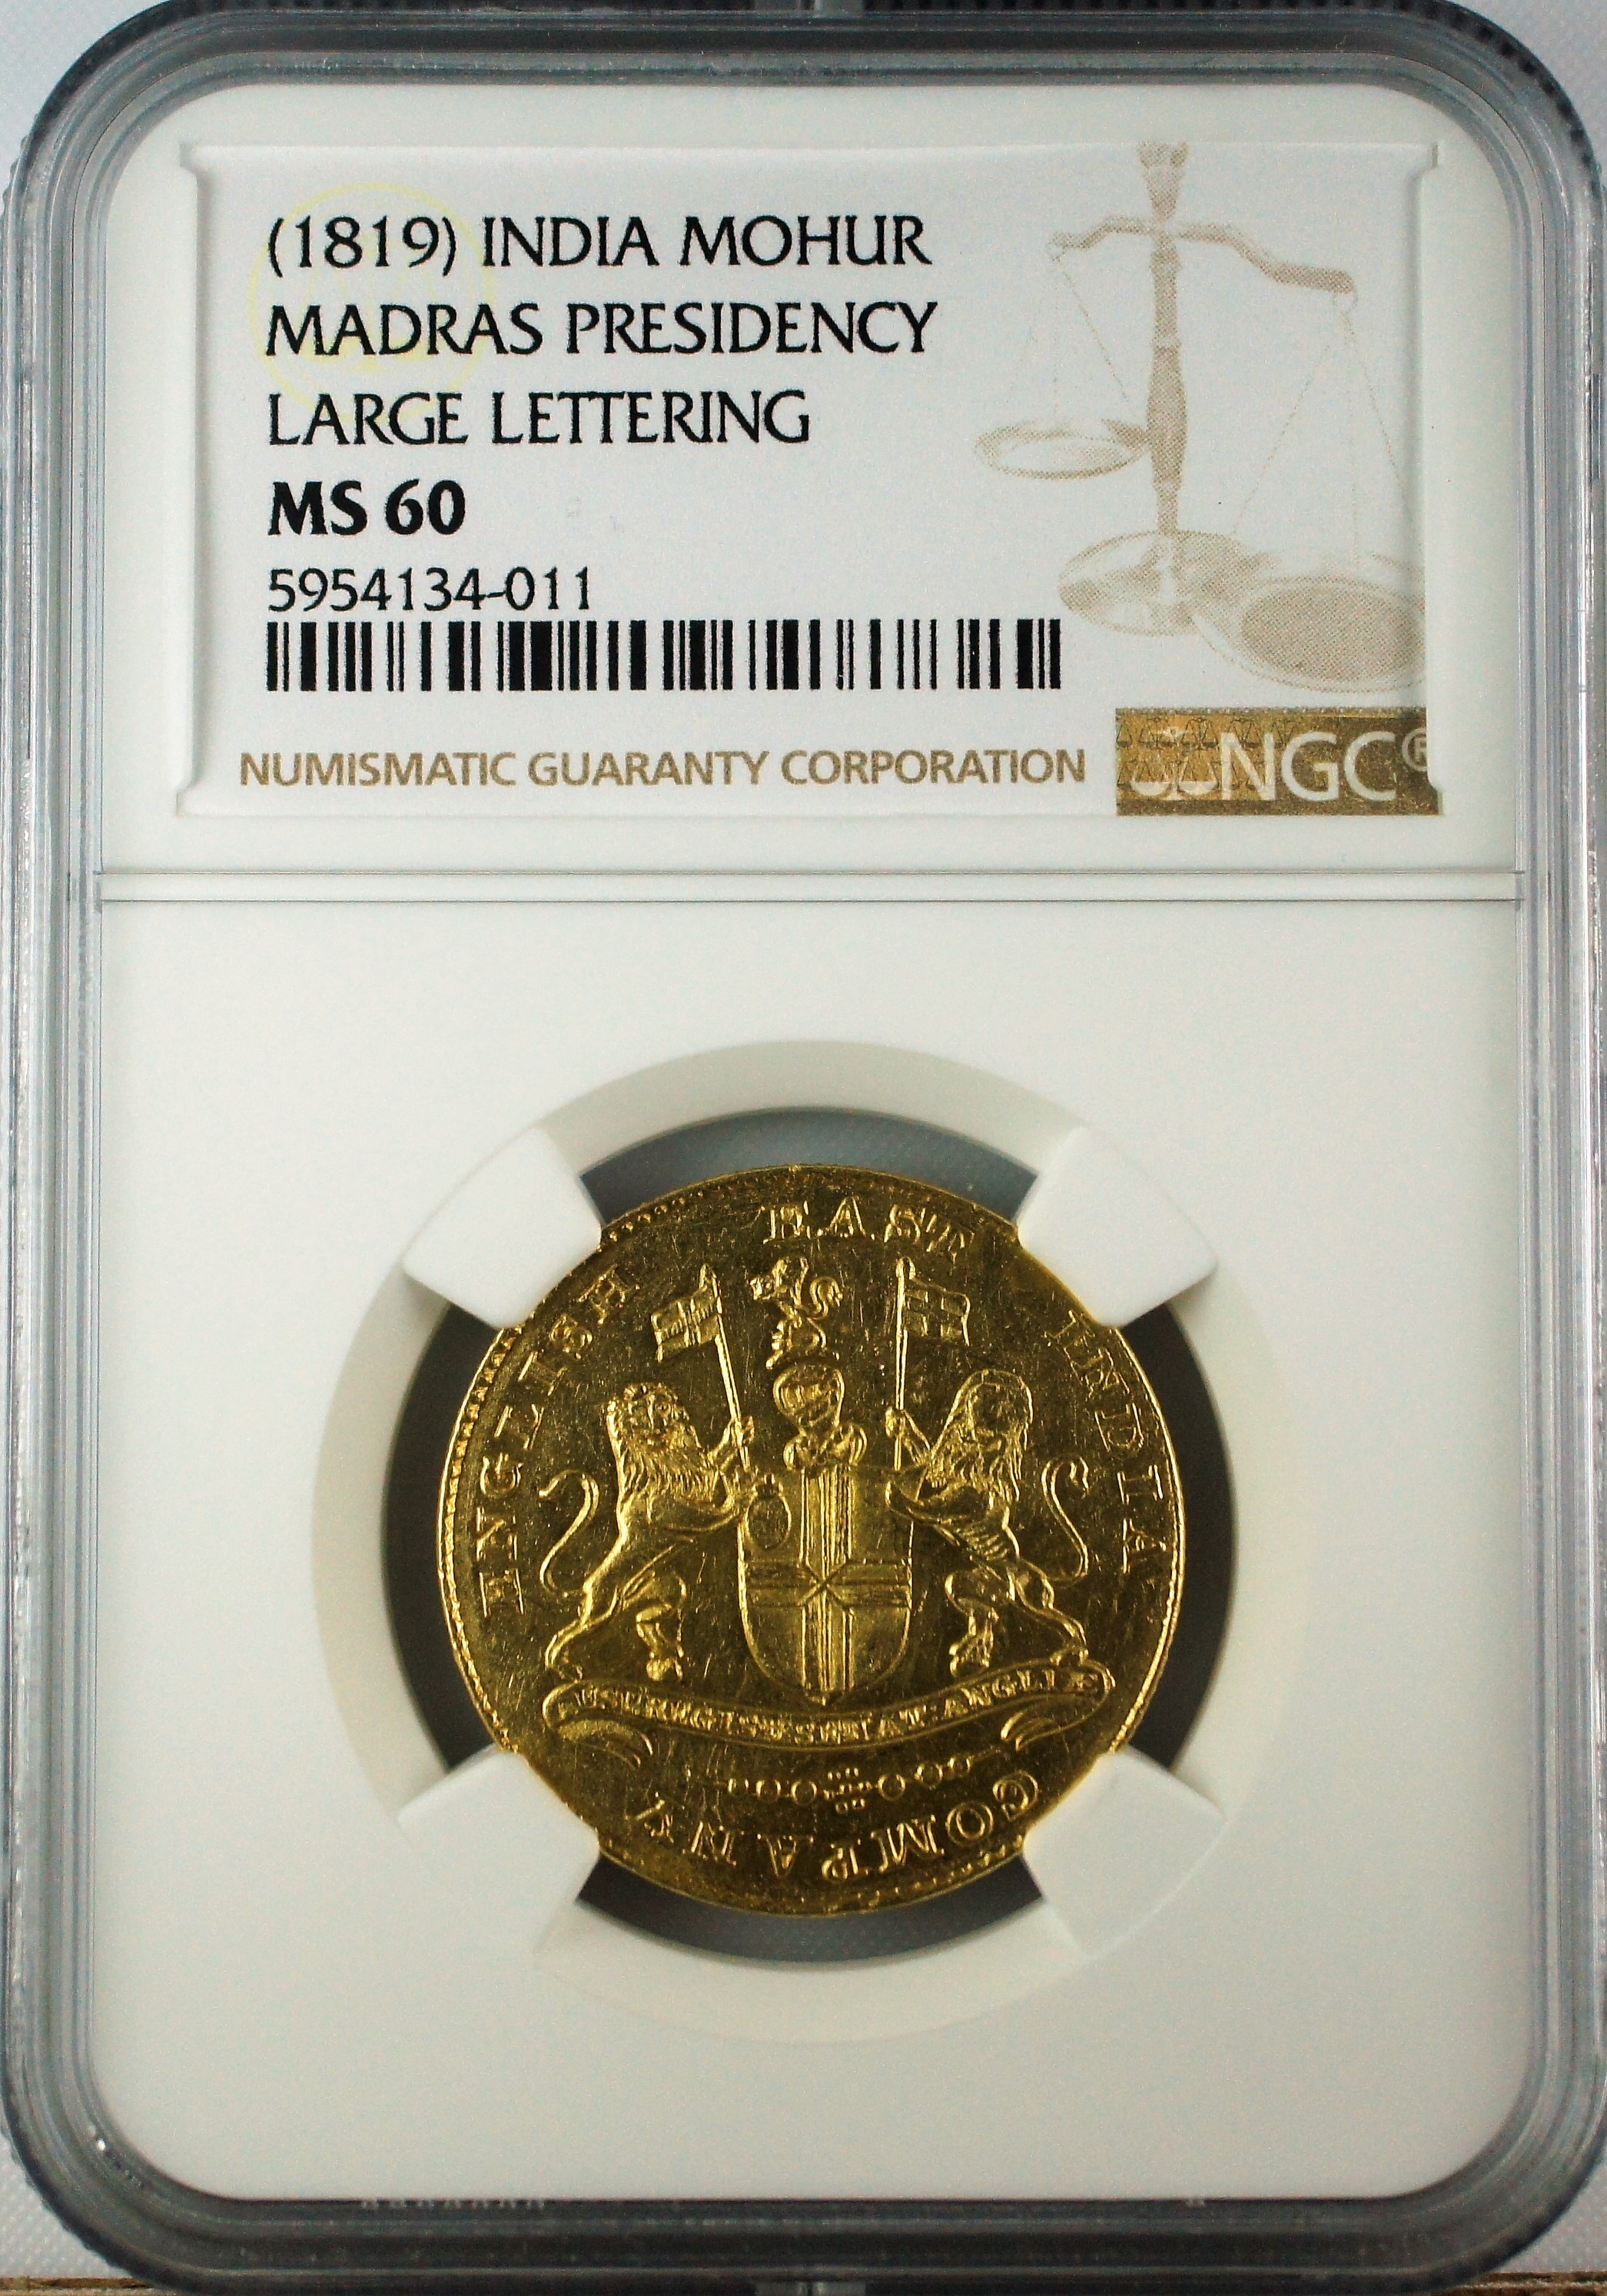 (1819) INDIA MOHUR
MADRAS PRESIDENCY
LARGE LETTERING
MS 60
5954134-011
NUMISMATIC GUARANTY CORPORATION
NGC®
ENGLISH EAST INDIA COMPANY